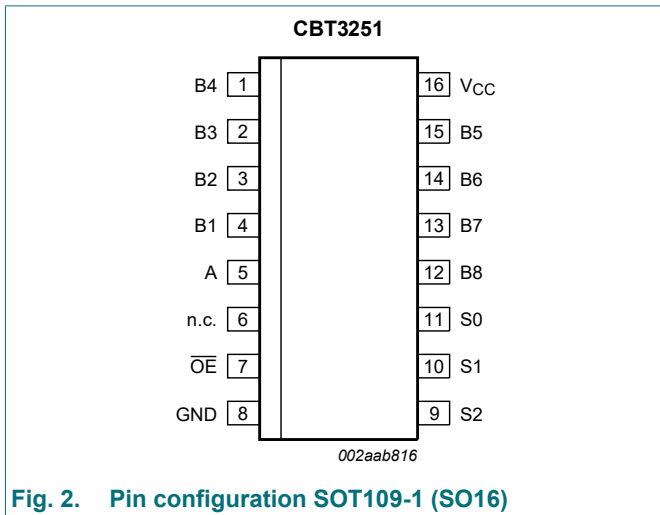 CBT3251
B4 1 16 VCC
B3 2 15 B5
B2 3 14 B6
B1 4 13 B7
A 5 12 B8
n.c. 6 11 S0
OE 7 10 S1
GND 8 9 S2
002aab816
Fig. 2. Pin configuration SOT109-1 (SO16)